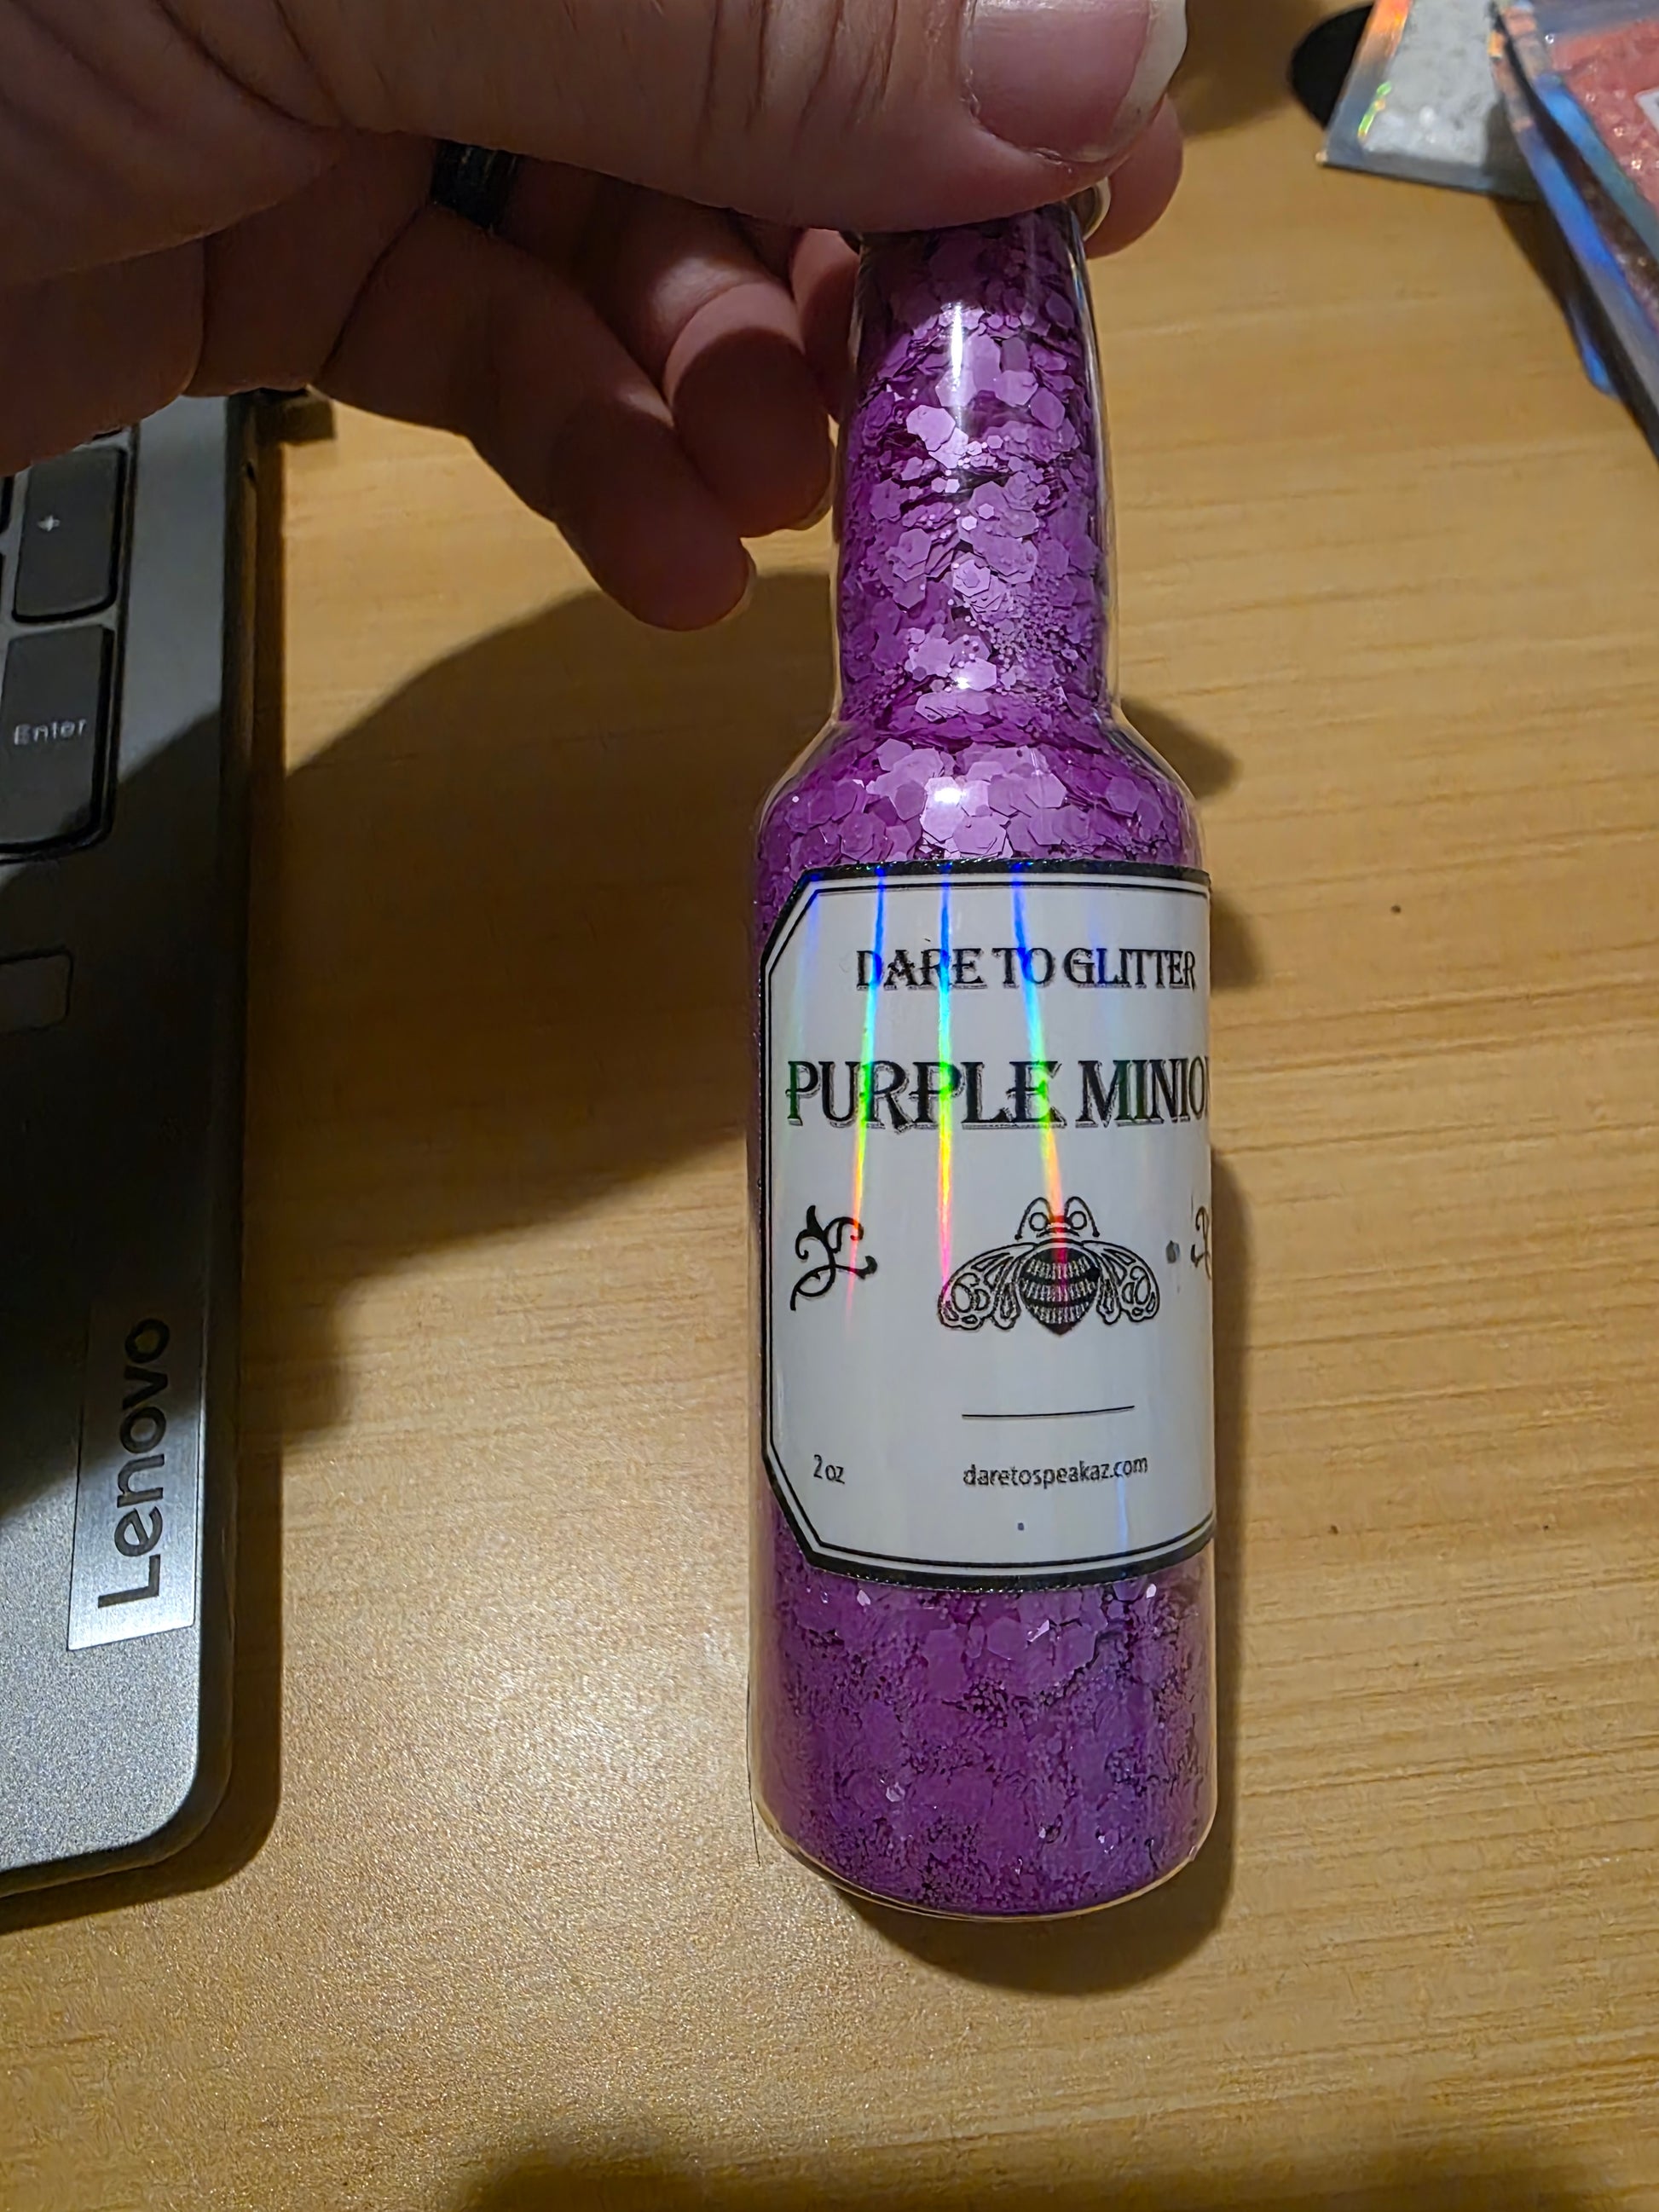 DARE TO GLITTER
PURPLE MINIO
2 oz
daretospeakaz.com
Enter
+
Lenovo